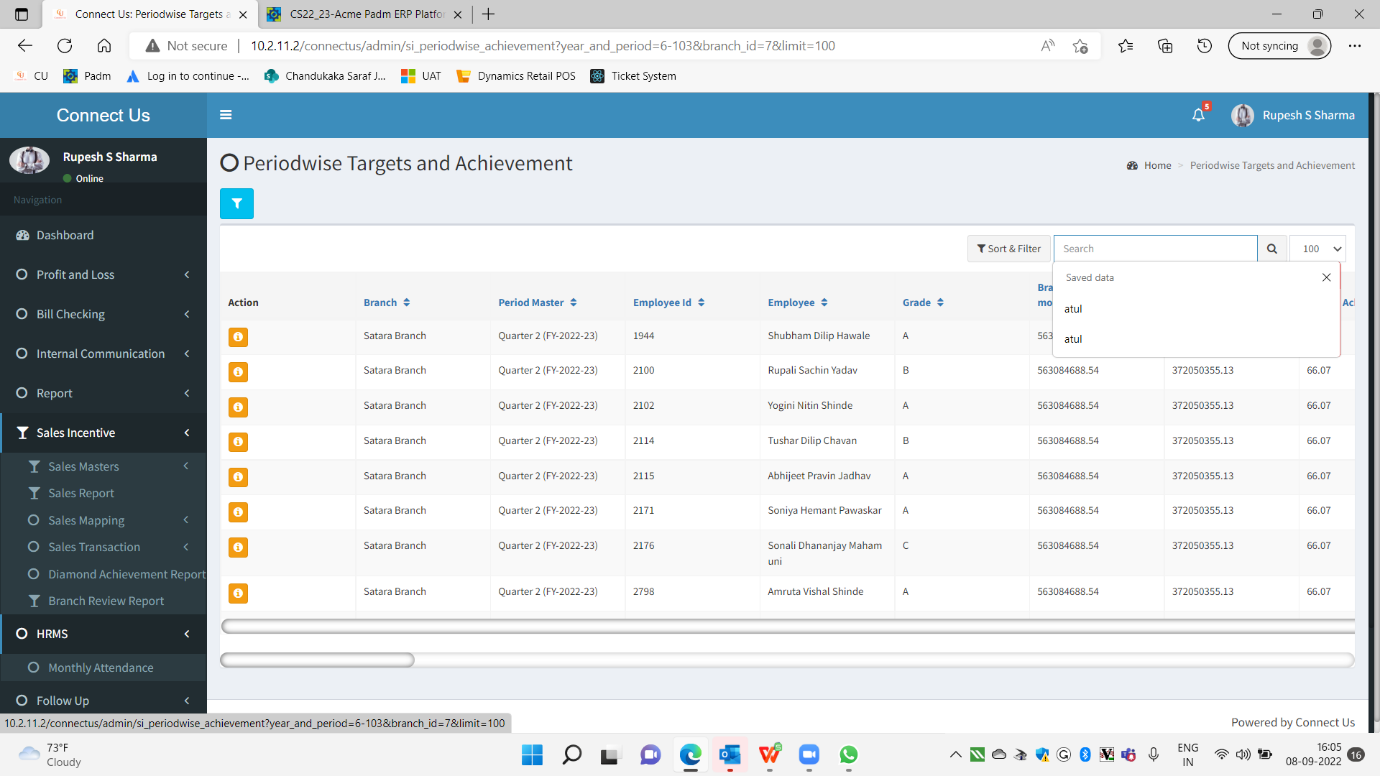 Connect Us: Periodwise Targets a
CS22_23-Acme Padm ERP Platfor
Not secure
10.2.11.2/connectus/admin/si_periodwise_achievement?year_and_period=6-103&branch_id=7&limit=100
Not syncing
CU
Padm
Log in to continue -...
Chandukaka Saraf J...
UAT
Dynamics Retail POS
Ticket System
Connect Us
5
Rupesh S Sharma
Rupesh S Sharma
Online
Navigation
Dashboard
Profit and Loss
Bill Checking
Internal Communication
Report
Sales Incentive
Sales Masters
Sales Report
Sales Mapping
Sales Transaction
Diamond Achievement Report
Branch Review Report
HRMS
Monthly Attendance
Follow Up
Periodwise Targets and Achievement
Home > Periodwise Targets and Achievement
Sort & Filter
Search
100
Saved data
atul
atul
Action Branch Period Master Employee Id Employee Grade
Satara Branch Quarter 2 (FY-2022-23) 1944 Shubham Dilip Hawale A 563
Satara Branch Quarter 2 (FY-2022-23) 2100 Rupali Sachin Yadav B 563084688.54 372050355.13 66.07
Satara Branch Quarter 2 (FY-2022-23) 2102 Yogini Nitin Shinde A 563084688.54 372050355.13 66.07
Satara Branch Quarter 2 (FY-2022-23) 2114 Tushar Dilip Chavan B 563084688.54 372050355.13 66.07
Satara Branch Quarter 2 (FY-2022-23) 2115 Abhijeet Pravin Jadhav A 563084688.54 372050355.13 66.07
Satara Branch Quarter 2 (FY-2022-23) 2171 Soniya Hemant Pawaskar A 563084688.54 372050355.13 66.07
Satara Branch Quarter 2 (FY-2022-23) 2176 Sonali Dhananjay Maham C 563084688.54 372050355.13 66.07
uni
Satara Branch Quarter 2 (FY-2022-23) 2798 Amruta Vishal Shinde A 563084688.54 372050355.13 66.07
10.2.11.2/connectus/admin/si_periodwise_achievement?year_and_period=6-103&branch_id=7&limit=100
Powered by Connect Us
73°F
Cloudy
ENG
IN
16:05
08-09-2022
16